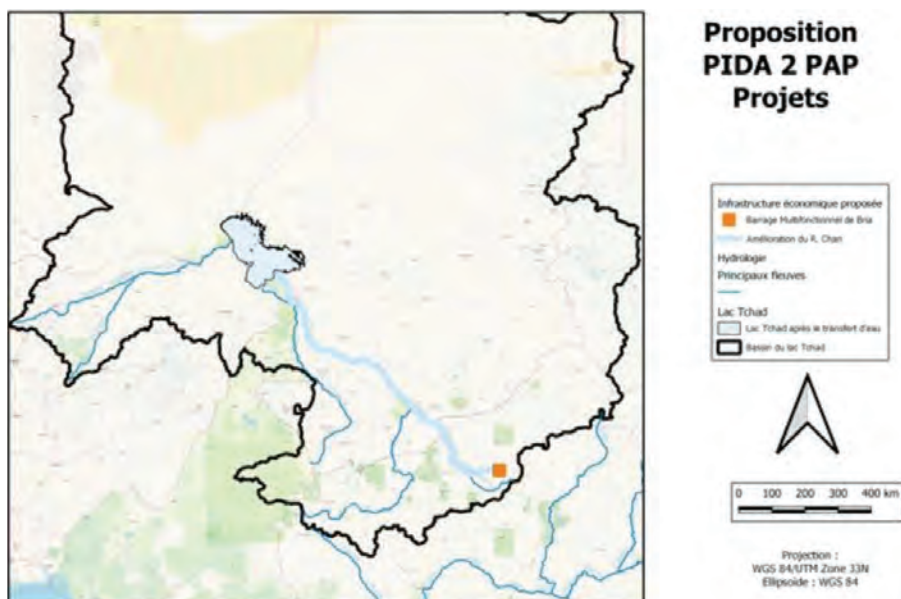 Proposition
PIDA 2 PAP
Projets
Infrastructure économique proposée
Barrage Multifonctionnel de Bria
Amélioration du R. Chari
Hydrologie
Principaux fleuves
Lac Tchad
Lac Tchad après le transfert d'eau
Bassin du lac Tchad
0 100 200 300 400 km
Projection :
WGS 84/UTM Zone 33N
Ellipsoide : WGS 84